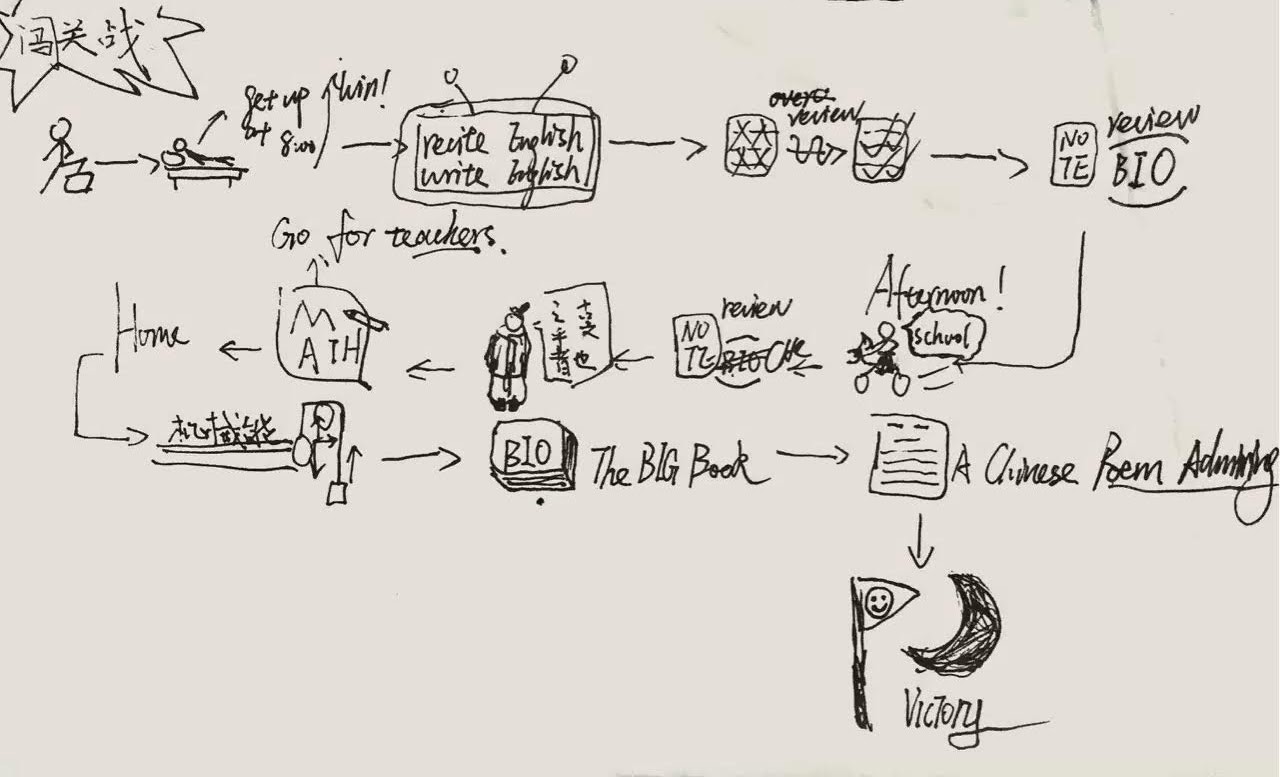 闯关战
get up
at 8:00
Win!
recite English
write English
review
NO
TE
review
BIO
Go for teachers.
Home
M
ATH
之乎者也
NO
TE
review
Afternoon!
school
机械能
BIO
The BIG Book
A Chinese Poem Admiring
Victory